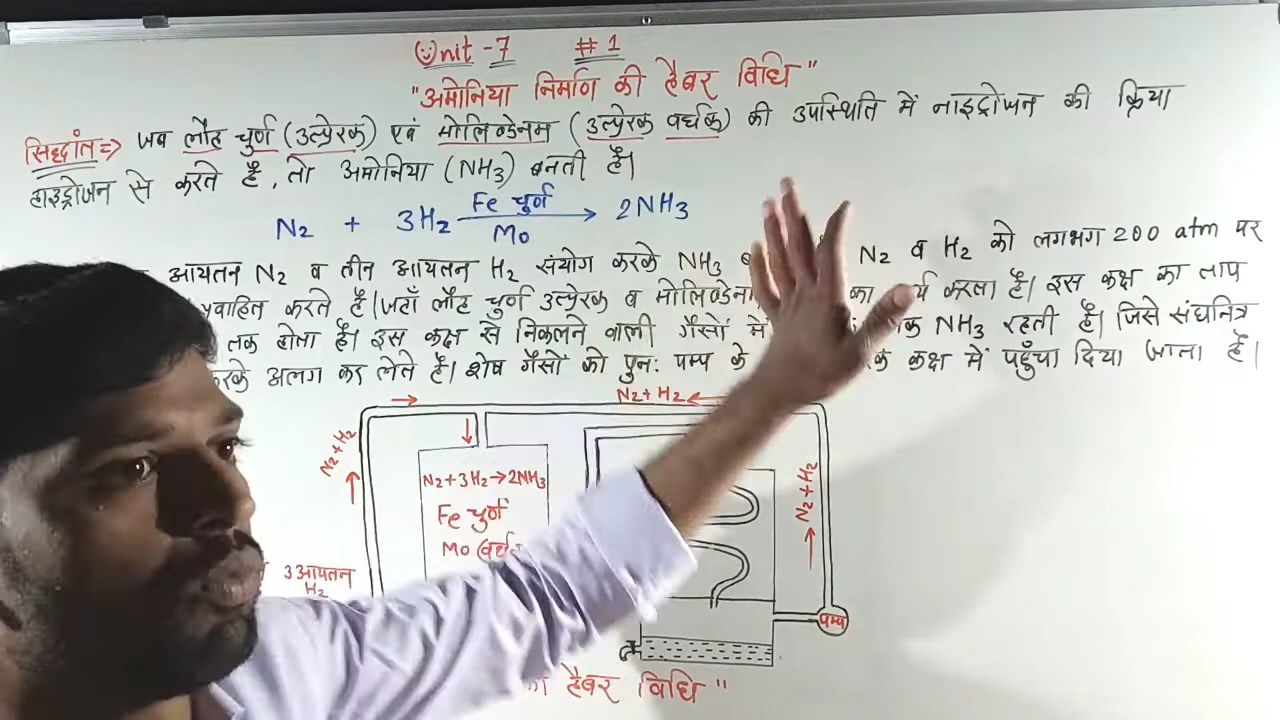 Unit - 7 # 1
"अमोनिया निर्माण की हैबर विधि"
सिद्धांत⇒ जब लौह चुर्ण (उत्प्रेरक) एवं मोलिब्डेनम (उत्प्रेरक वर्धक) की उपस्थिति में नाइट्रोजन की क्रिया
हाइड्रोजन से करते है, तो अमोनिया (NH3) बनती है।
N2 + 3H2 ⟶ 2NH3
Fe चुर्ण
Mo
आयतन N2 व तीन आयतन H2 संयोग करके NH3 N2 व H2 को लगभग 200 atm पर
प्रवाहित करते है। जहाँ लौह चुर्ण उत्प्रेरक व मोलिब्डेनम का करता है। इस कक्ष का ताप
तक होता है। इस कक्ष से निकलने वाली गैसों में NH3 रहती है। जिसे संघनित्र
करके अलग कर लेते है। शेष गैसों को पुनः पम्प के कक्ष में पहुँचा दिया जाता है।
N2+H2
N2+H2
N2+3H2→2NH3
Fe चुर्ण
Mo
N2+H2
3 आयतन
H2
पम्प
हैबर विधि"